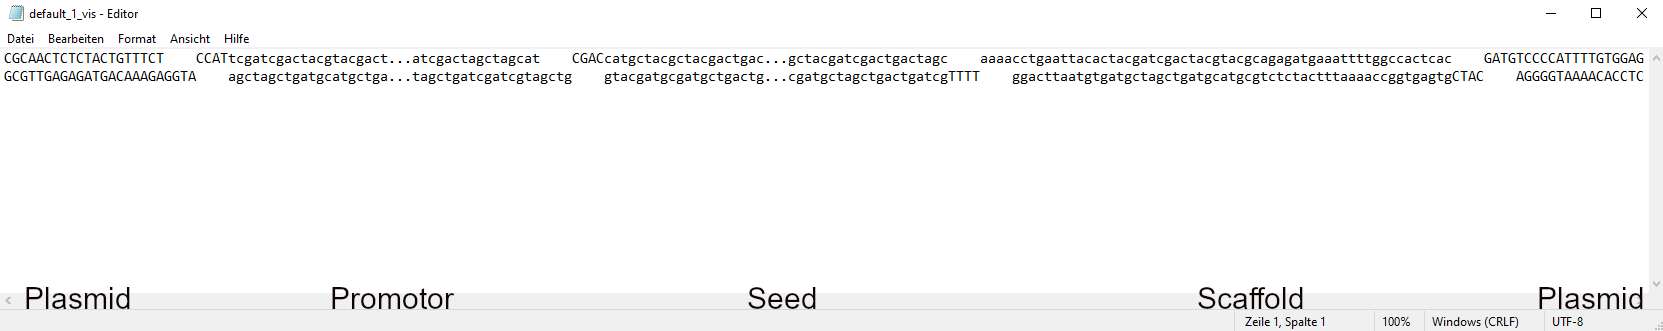 default_1_vis - Editor
Datei Bearbeiten Format Ansicht Hilfe
CGCAACTCTCTACTGTTTCT CCATtcgatcgactacgtacgact...atcgactagctagcat CGACcatgctacgctacgactgac...gctacgatcgactgactagc aaaacctgaattacactacgatcgactacgtacgcagagatgaaattttggccactcac GATGTCCCCATTTTGTGGAG
GCGTTGAGAGATGACAAAGAGGTA agctagctgatgcatgctga...tagctgatcgatcgtagctg gtacgatgcgatgctgactg...cgatgctagctgactgatcgTTTT ggacttaatgtgatgctagctgatgcatgcgtctctactttaaaaccggtgagtgCTAC AGGGGTAAAACACCTC
Plasmid Promotor Seed Scaffold Plasmid
Zeile 1, Spalte 1 100% Windows (CRLF) UTF-8